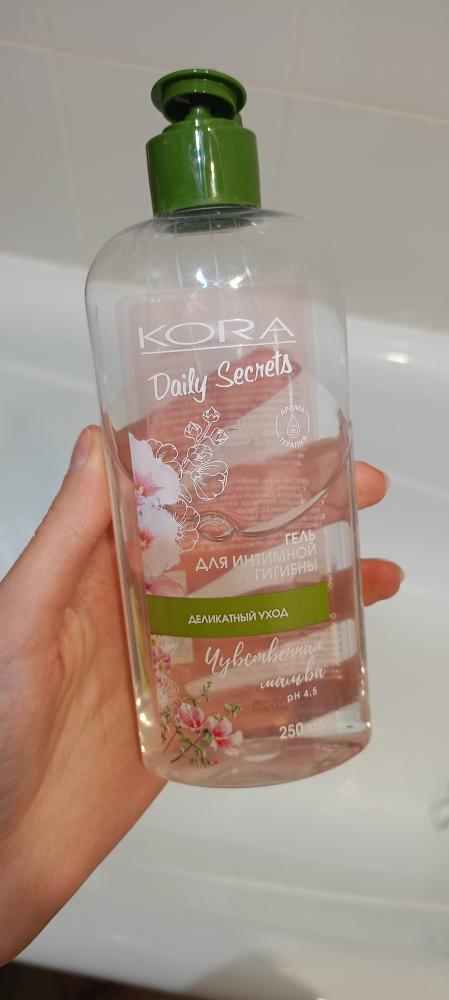 KORA
Daily Secrets
АРОМА
ТЕРАПИЯ
ГЕЛЬ
ДЛЯ ИНТИМНОЙ
ГИГИЕНЫ
ДЕЛИКАТНЫЙ УХОД
Чувственная
мальва
pH 4,5
250 мл